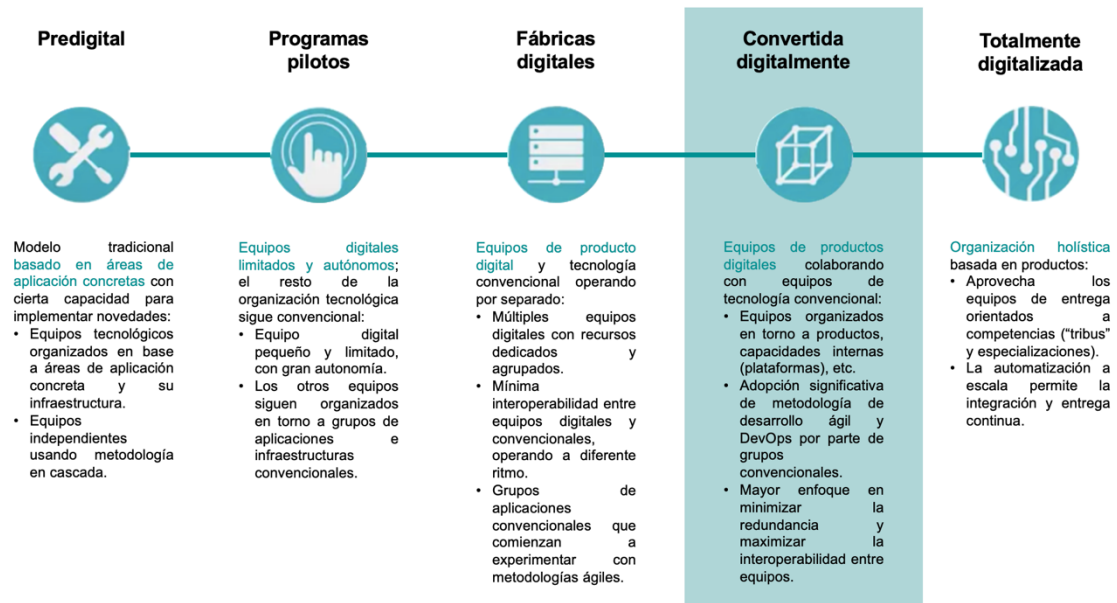 Predigital
Modelo tradicional
basado en áreas de
aplicación concretas con
cierta capacidad para
implementar novedades:
• Equipos tecnológicos
organizados en base
a áreas de aplicación
concreta y su
infraestructura.
• Equipos
independientes
usando metodología
en cascada.
Programas
pilotos
Equipos digitales
limitados y autónomos;
el resto de la
organización tecnológica
sigue convencional:
• Equipo digital
pequeño y limitado,
con gran autonomía.
• Los otros equipos
siguen organizados
en torno a grupos de
aplicaciones e
infraestructuras
convencionales.
Fábricas
digitales
Equipos de producto
digital y tecnología
convencional operando
por separado:
• Múltiples equipos
digitales con recursos
dedicados y
agrupados.
• Mínima
interoperabilidad entre
equipos digitales y
convencionales,
operando a diferente
ritmo.
• Grupos de
aplicaciones
convencionales que
comienzan a
experimentar con
metodologías ágiles.
Convertida
digitalmente
Equipos de productos
digitales colaborando
con equipos de
tecnología convencional:
• Equipos organizados
en torno a productos,
capacidades internas
(plataformas), etc.
• Adopción significativa
de metodología de
desarrollo ágil y
DevOps por parte de
grupos
convencionales.
• Mayor enfoque en
minimizar la
redundancia y
maximizar la
interoperabilidad entre
equipos.
Totalmente
digitalizada
Organización holística
basada en productos:
• Aprovecha los
equipos de entrega
orientados a
competencias (“tribus”
y especializaciones).
• La automatización a
escala permite la
integración y entrega
continua.